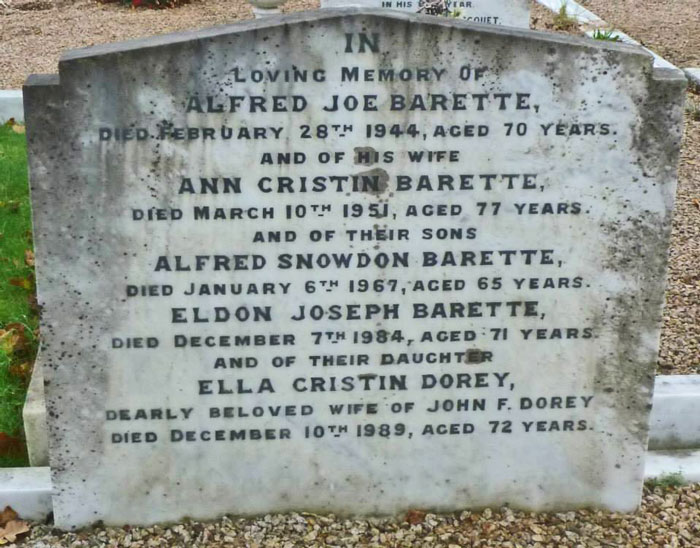 IN HIS YEAR.
IN
LOVING MEMORY OF
ALFRED JOE BARETTE,
DIED FEBRUARY 28TH 1944, AGED 70 YEARS.
AND OF HIS WIFE
ANN CRISTIN BARETTE,
DIED MARCH 10TH 1951, AGED 77 YEARS.
AND OF THEIR SONS
ALFRED SNOWDON BARETTE,
DIED JANUARY 6TH 1967, AGED 65 YEARS.
ELDON JOSEPH BARETTE,
DIED DECEMBER 7TH 1984, AGED 71 YEARS.
AND OF THEIR DAUGHTER
ELLA CRISTIN DOREY,
DEARLY BELOVED WIFE OF JOHN F. DOREY
DIED DECEMBER 10TH 1989, AGED 72 YEARS.